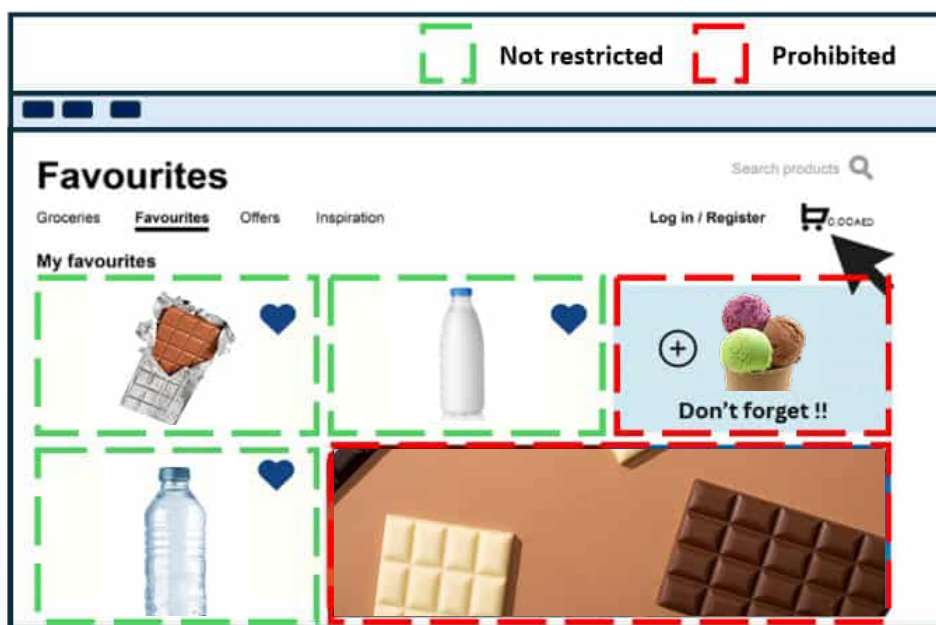 Not restricted
Prohibited
Favourites
Search products
Groceries
Favourites
Offers
Inspiration
Log in / Register
My favourites
Don't forget !!